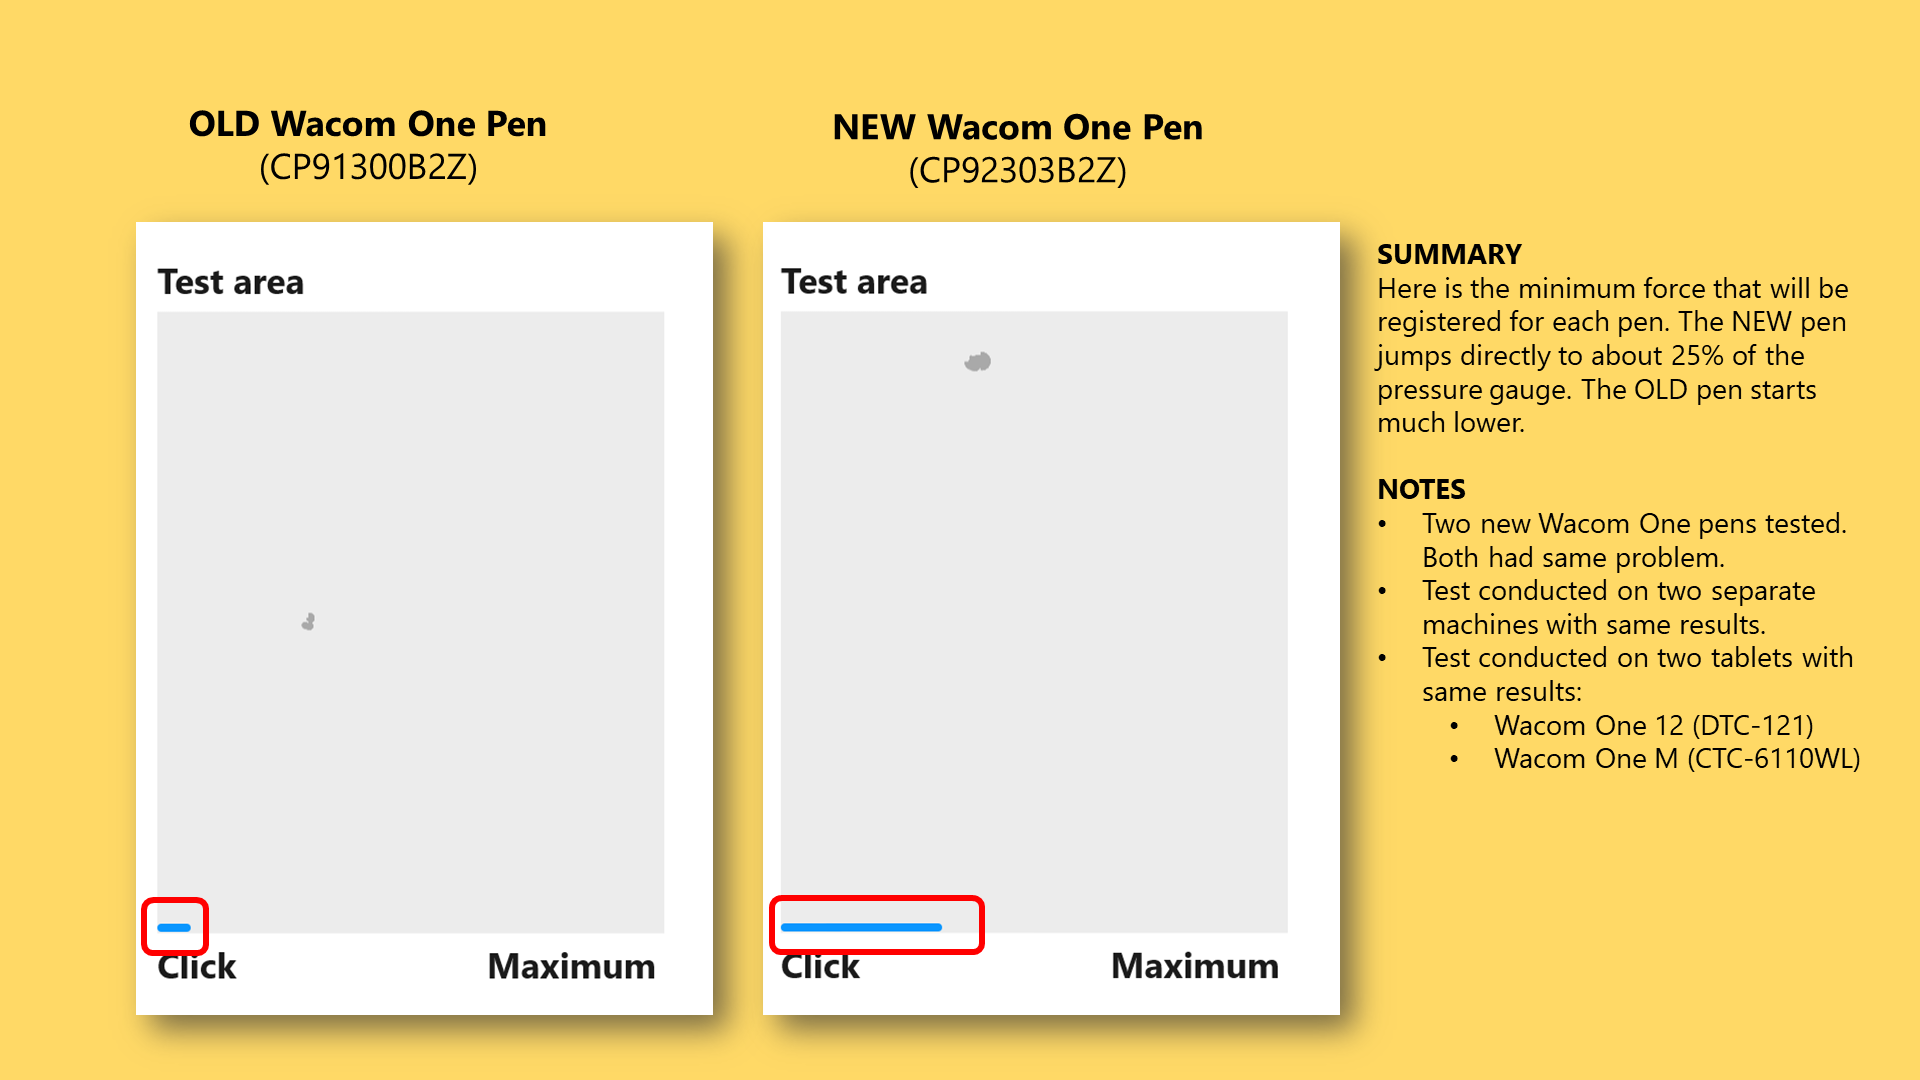 OLD Wacom One Pen
(CP91300B2Z)
NEW Wacom One Pen
(CP92303B2Z)
Test area
Click
Maximum
Test area
Click
Maximum
SUMMARY
Here is the minimum force that will be
registered for each pen. The NEW pen
jumps directly to about 25% of the
pressure gauge. The OLD pen starts
much lower.
NOTES
• Two new Wacom One pens tested.
Both had same problem.
• Test conducted on two separate
machines with same results.
• Test conducted on two tablets with
same results:
• Wacom One 12 (DTC-121)
• Wacom One M (CTC-6110WL)